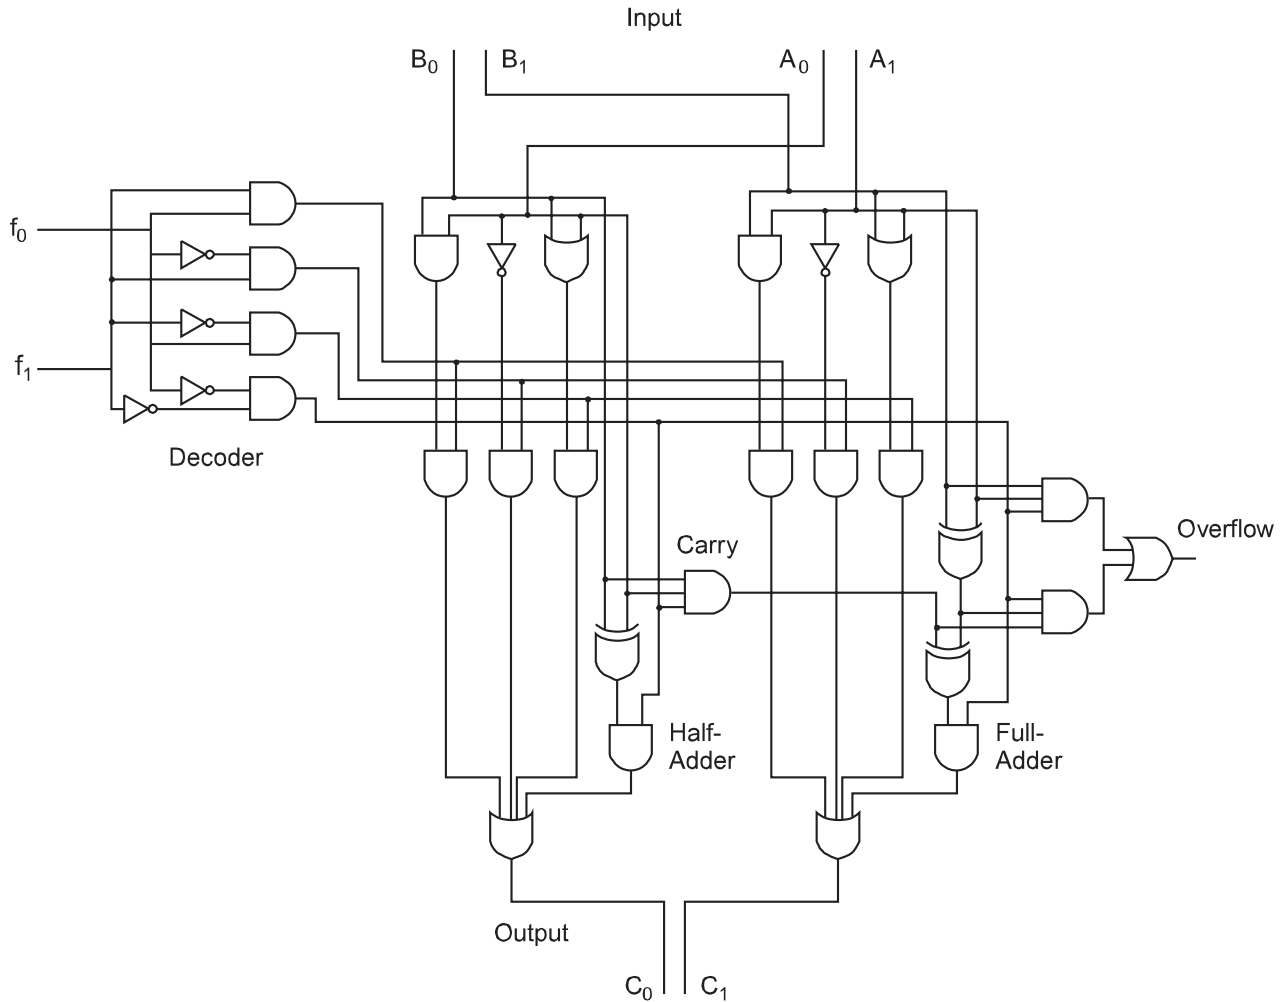 Input
B0 B1 A0 A1
f0
f1
Decoder
Overflow
Carry
Half-
Adder
Full-
Adder
Output
C0 C1